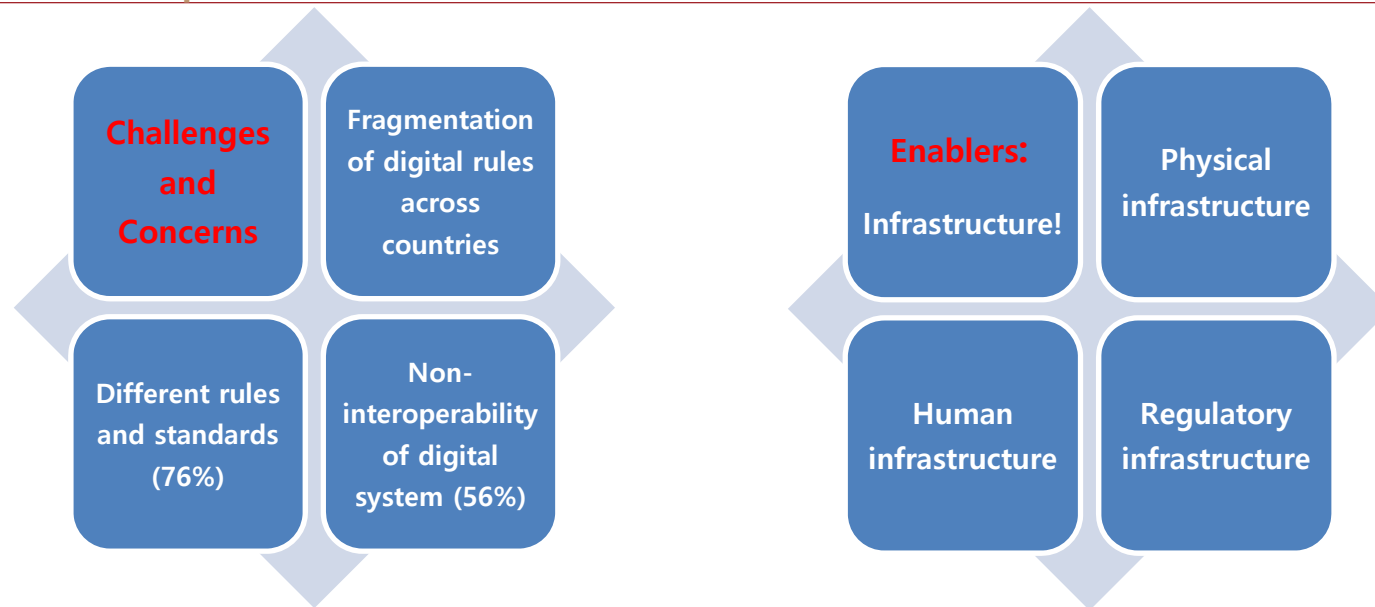 Challenges
and
Concerns
Fragmentation
of digital rules
across
countries
Different rules
and standards
(76%)
Non-
interoperability
of digital
system (56%)
Enablers:
Infrastructure!
Physical
infrastructure
Human
infrastructure
Regulatory
infrastructure